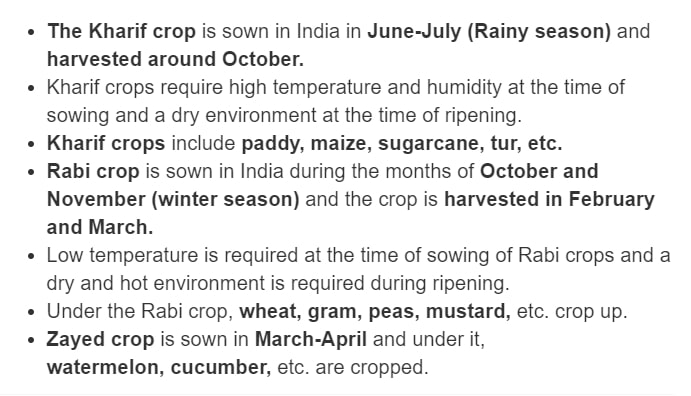 • The Kharif crop is sown in India in June-July (Rainy season) and
harvested around October.
• Kharif crops require high temperature and humidity at the time of
sowing and a dry environment at the time of ripening.
• Kharif crops include paddy, maize, sugarcane, tur, etc.
• Rabi crop is sown in India during the months of October and
November (winter season) and the crop is harvested in February
and March.
• Low temperature is required at the time of sowing of Rabi crops and a
dry and hot environment is required during ripening.
• Under the Rabi crop, wheat, gram, peas, mustard, etc. crop up.
• Zayed crop is sown in March-April and under it,
watermelon, cucumber, etc. are cropped.